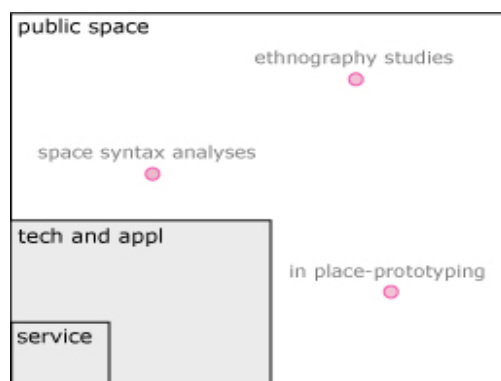 public space
ethnography studies
space syntax analyses
tech and appl
in place-prototyping
service